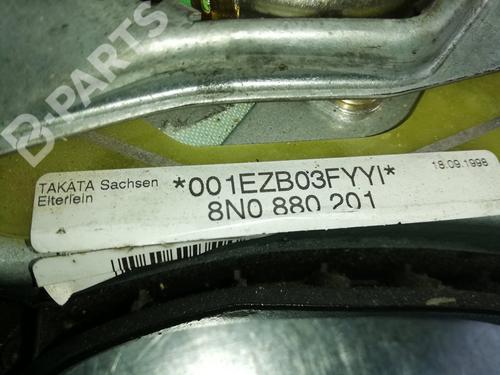 B-PARTS
TAKATA Sachsen
Elterlein
*001EZB03FYYI*
18.09.1998
8N0 880 201